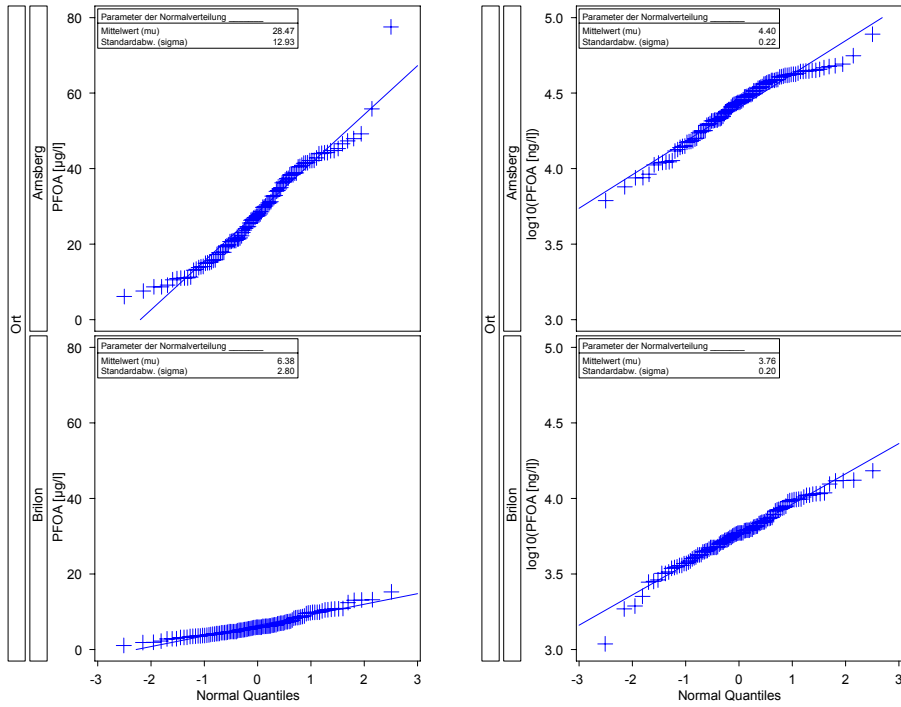 Ort
Arnsberg
PFOA [µg/l]
80
60
40
20
0
Parameter der Normalverteilung ______
Mittelwert (mu) 28.47
Standardabw. (sigma) 12.93
Brilon
PFOA [µg/l]
80
60
40
20
0
Parameter der Normalverteilung ______
Mittelwert (mu) 6.38
Standardabw. (sigma) 2.80
-3 -2 -1 0 1 2 3
Normal Quantiles
Ort
Arnsberg
log10(PFOA [ng/l])
5.0
4.5
4.0
3.5
3.0
Parameter der Normalverteilung ______
Mittelwert (mu) 4.40
Standardabw. (sigma) 0.22
Brilon
log10(PFOA [ng/l])
5.0
4.5
4.0
3.5
3.0
Parameter der Normalverteilung ______
Mittelwert (mu) 3.76
Standardabw. (sigma) 0.20
-3 -2 -1 0 1 2 3
Normal Quantiles